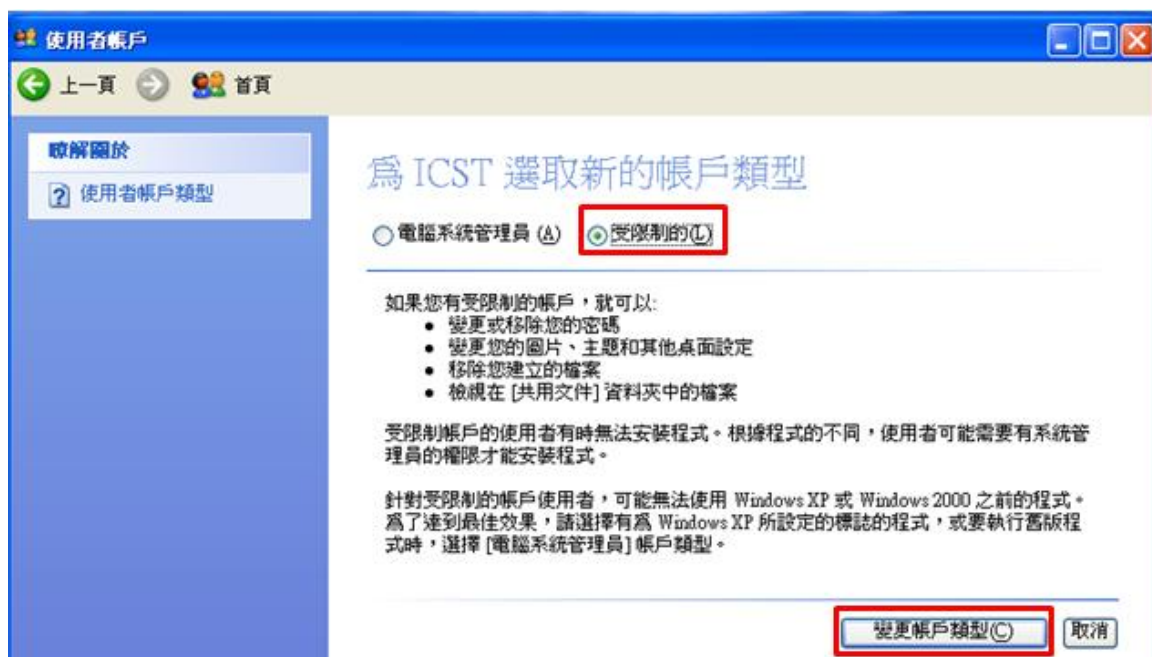 使用者帳戶
上一頁 首頁
瞭解關於
使用者帳戶類型
為 ICST 選取新的帳戶類型
電腦系統管理員 (A) 受限制的(L)
如果您有受限制的帳戶，就可以:
• 變更或移除您的密碼
• 變更您的圖片、主題和其他桌面設定
• 移除您建立的檔案
• 檢視在 [共用文件] 資料夾中的檔案
受限制帳戶的使用者有時無法安裝程式。根據程式的不同，使用者可能需要有系統管
理員的權限才能安裝程式。
針對受限制的帳戶使用者，可能無法使用 Windows XP 或 Windows 2000 之前的程式。
為了達到最佳效果，請選擇有為 Windows XP 所設定的標誌的程式，或要執行舊版程
式時，選擇 [電腦系統管理員] 帳戶類型。
變更帳戶類型(C) 取消